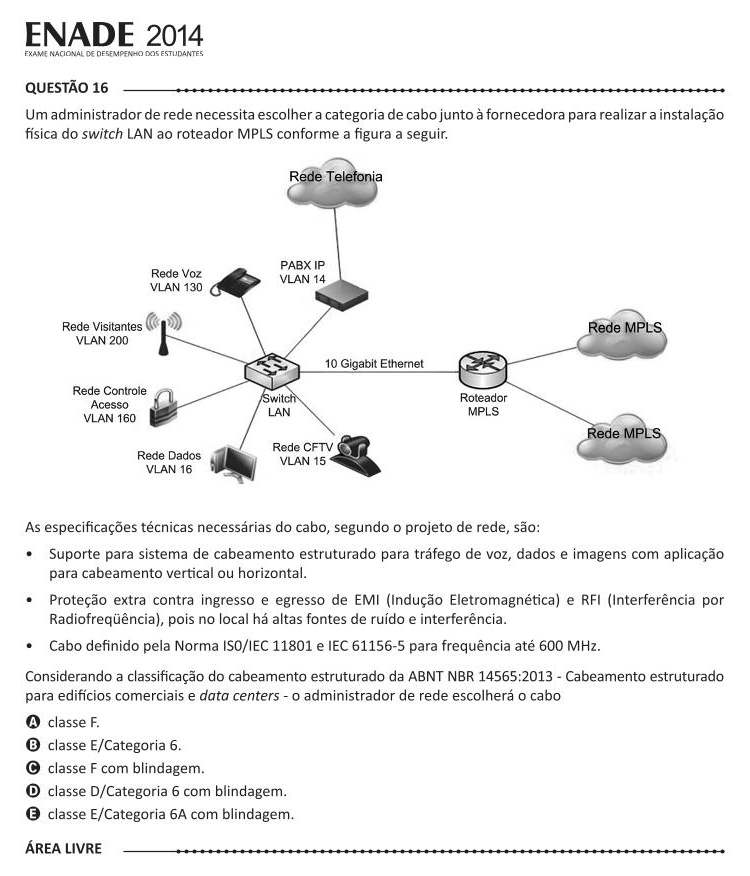 ENADE 2014
EXAME NACIONAL DE DESEMPENHO DOS ESTUDANTES
QUESTÃO 16
Um administrador de rede necessita escolher a categoria de cabo junto à fornecedora para realizar a instalação
física do switch LAN ao roteador MPLS conforme a figura a seguir.
Rede Telefonia
PABX IP
VLAN 14
Rede Voz
VLAN 130
Rede Visitantes
VLAN 200
Rede MPLS
10 Gigabit Ethernet
Rede Controle
Acesso
VLAN 160
Switch
LAN
Roteador
MPLS
Rede MPLS
Rede Dados
VLAN 16
Rede CFTV
VLAN 15
As especificações técnicas necessárias do cabo, segundo o projeto de rede, são:
• Suporte para sistema de cabeamento estruturado para tráfego de voz, dados e imagens com aplicação
para cabeamento vertical ou horizontal.
• Proteção extra contra ingresso e egresso de EMI (Indução Eletromagnética) e RFI (Interferência por
Radiofreqüência), pois no local há altas fontes de ruído e interferência.
• Cabo definido pela Norma IS0/IEC 11801 e IEC 61156-5 para frequência até 600 MHz.
Considerando a classificação do cabeamento estruturado da ABNT NBR 14565:2013 - Cabeamento estruturado
para edifícios comerciais e data centers - o administrador de rede escolherá o cabo
A classe F.
B classe E/Categoria 6.
C classe F com blindagem.
D classe D/Categoria 6 com blindagem.
E classe E/Categoria 6A com blindagem.
ÁREA LIVRE